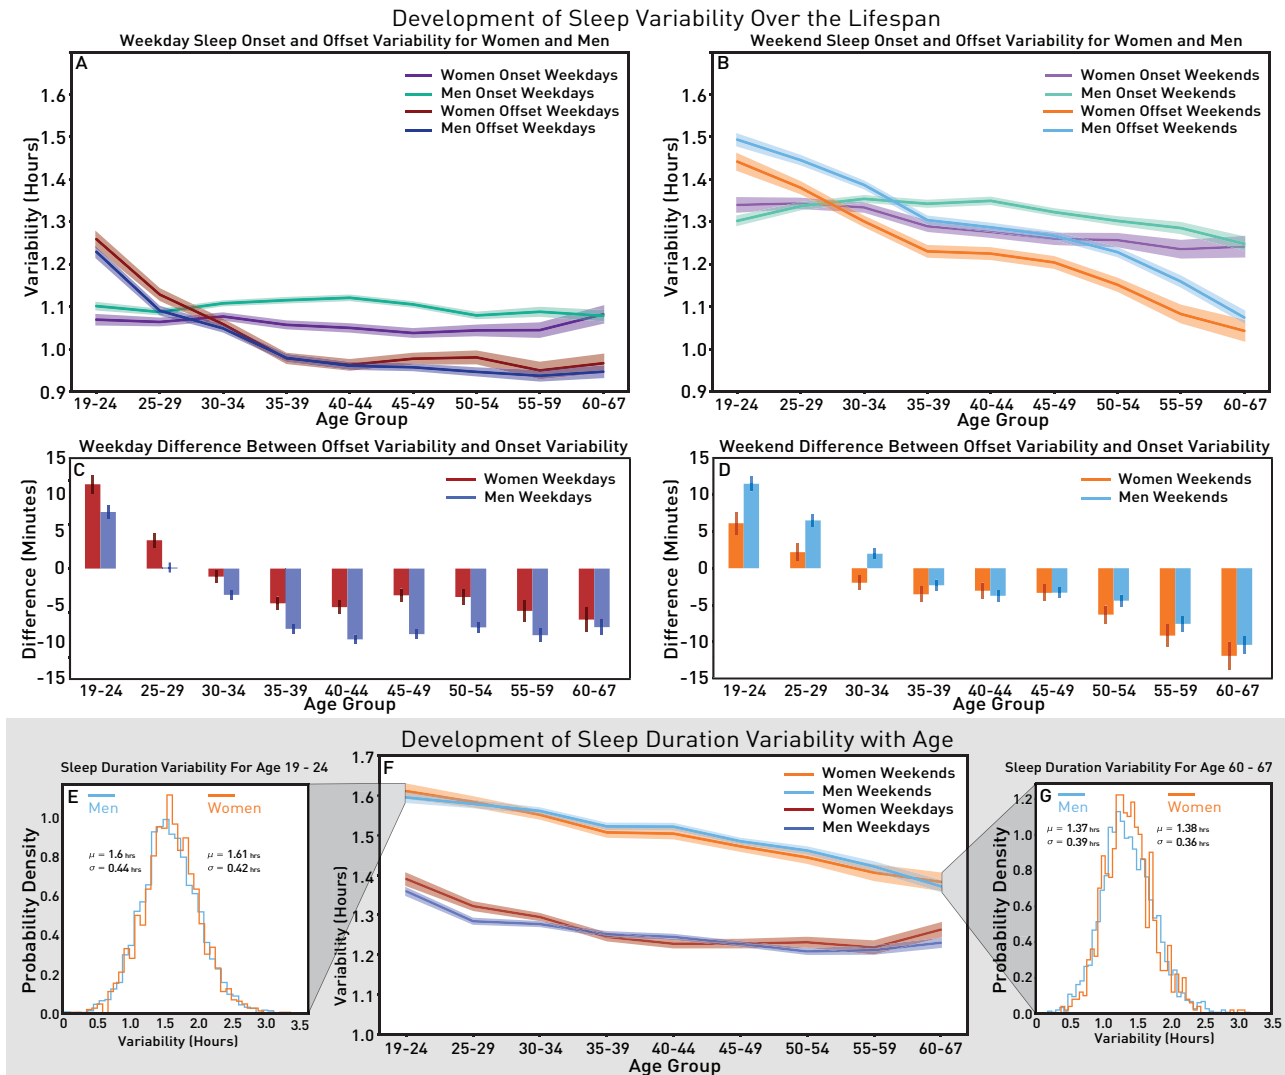 Development of Sleep Variability Over the Lifespan
Weekday Sleep Onset and Offset Variability for Women and Men
A
Women Onset Weekdays
Men Onset Weekdays
Women Offset Weekdays
Men Offset Weekdays
Variability (Hours)
1.6
1.5
1.4
1.3
1.2
1.1
1.0
0.9
19-24 25-29 30-34 35-39 40-44 45-49 50-54 55-59 60-67
Age Group
Weekend Sleep Onset and Offset Variability for Women and Men
B
Women Onset Weekends
Men Onset Weekends
Women Offset Weekends
Men Offset Weekends
Variability (Hours)
1.6
1.5
1.4
1.3
1.2
1.1
1.0
0.9
19-24 25-29 30-34 35-39 40-44 45-49 50-54 55-59 60-67
Age Group
Weekday Difference Between Offset Variability and Onset Variability
C
Women Weekdays
Men Weekdays
Difference (Minutes)
15
10
5
0
-5
-10
-15
19-24 25-29 30-34 35-39 40-44 45-49 50-54 55-59 60-67
Age Group
Weekend Difference Between Offset Variability and Onset Variability
D
Women Weekends
Men Weekends
Difference (Minutes)
15
10
5
0
-5
-10
-15
19-24 25-29 30-34 35-39 40-44 45-49 50-54 55-59 60-67
Age Group
Development of Sleep Duration Variability with Age
Sleep Duration Variability For Age 19 - 24
E
Men Women
μ = 1.6 hrs
σ = 0.44 hrs
μ = 1.61 hrs
σ = 0.42 hrs
Probability Density
1.0
0.8
0.6
0.4
0.2
0.0
0 0.5 1.0 1.5 2.0 2.5 3.0 3.5
Variability (Hours)
F
Women Weekends
Men Weekends
Women Weekdays
Men Weekdays
Variability (Hours)
1.7
1.6
1.5
1.4
1.3
1.2
1.1
1.0
19-24 25-29 30-34 35-39 40-44 45-49 50-54 55-59 60-67
Age Group
Sleep Duration Variability For Age 60 - 67
G
Men Women
μ = 1.37 hrs
σ = 0.39 hrs
μ = 1.38 hrs
σ = 0.36 hrs
Probability Density
1.2
1.0
0.8
0.6
0.4
0.2
0.0
0 0.5 1.0 1.5 2.0 2.5 3.0 3.5
Variability (Hours)